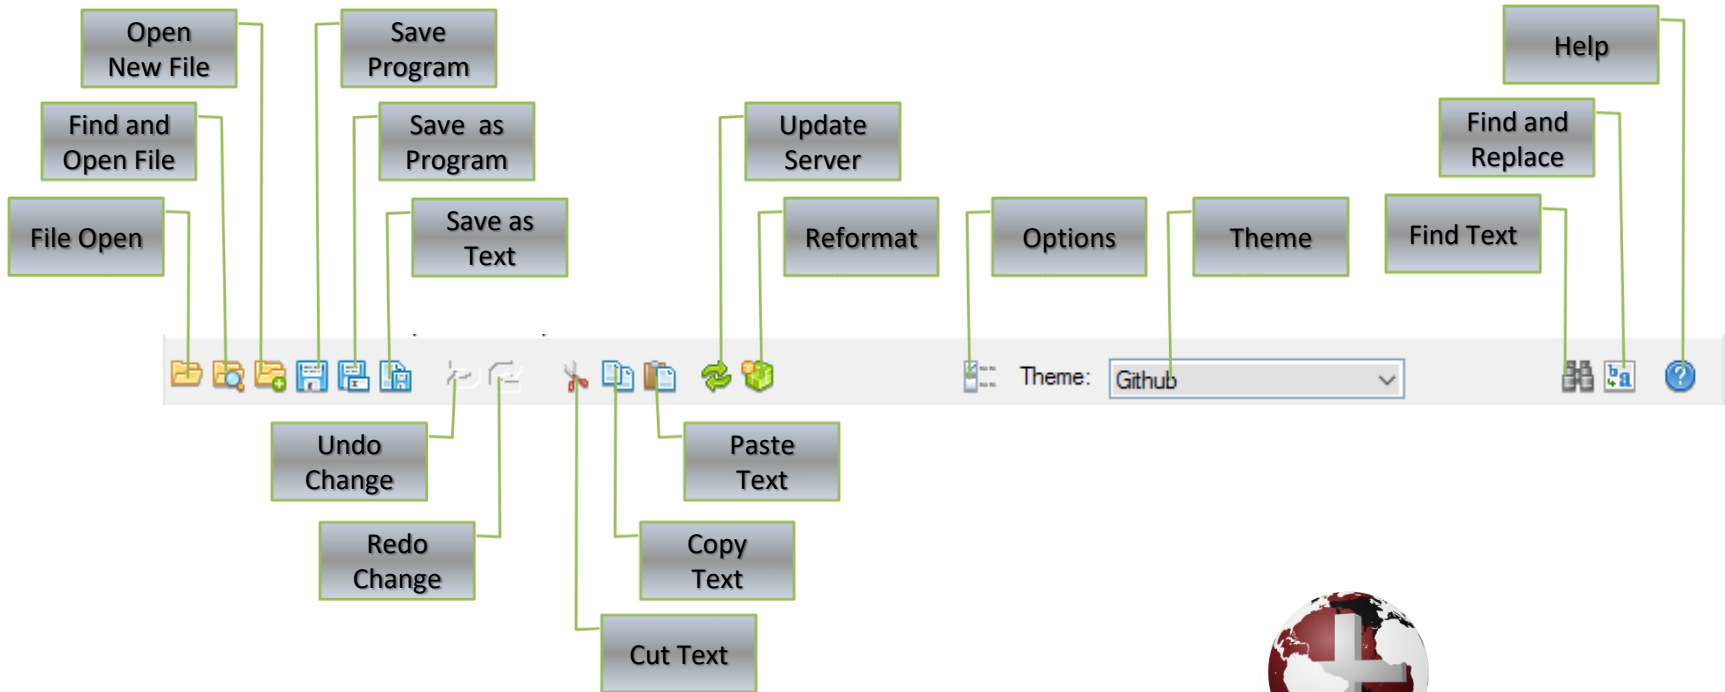 Open
New File
Save
Program
Help
Find and
Open File
Save as
Program
Update
Server
Find and
Replace
File Open
Save as
Text
Reformat
Options
Theme
Find Text
Theme:
Github
Undo
Change
Paste
Text
Redo
Change
Copy
Text
Cut Text